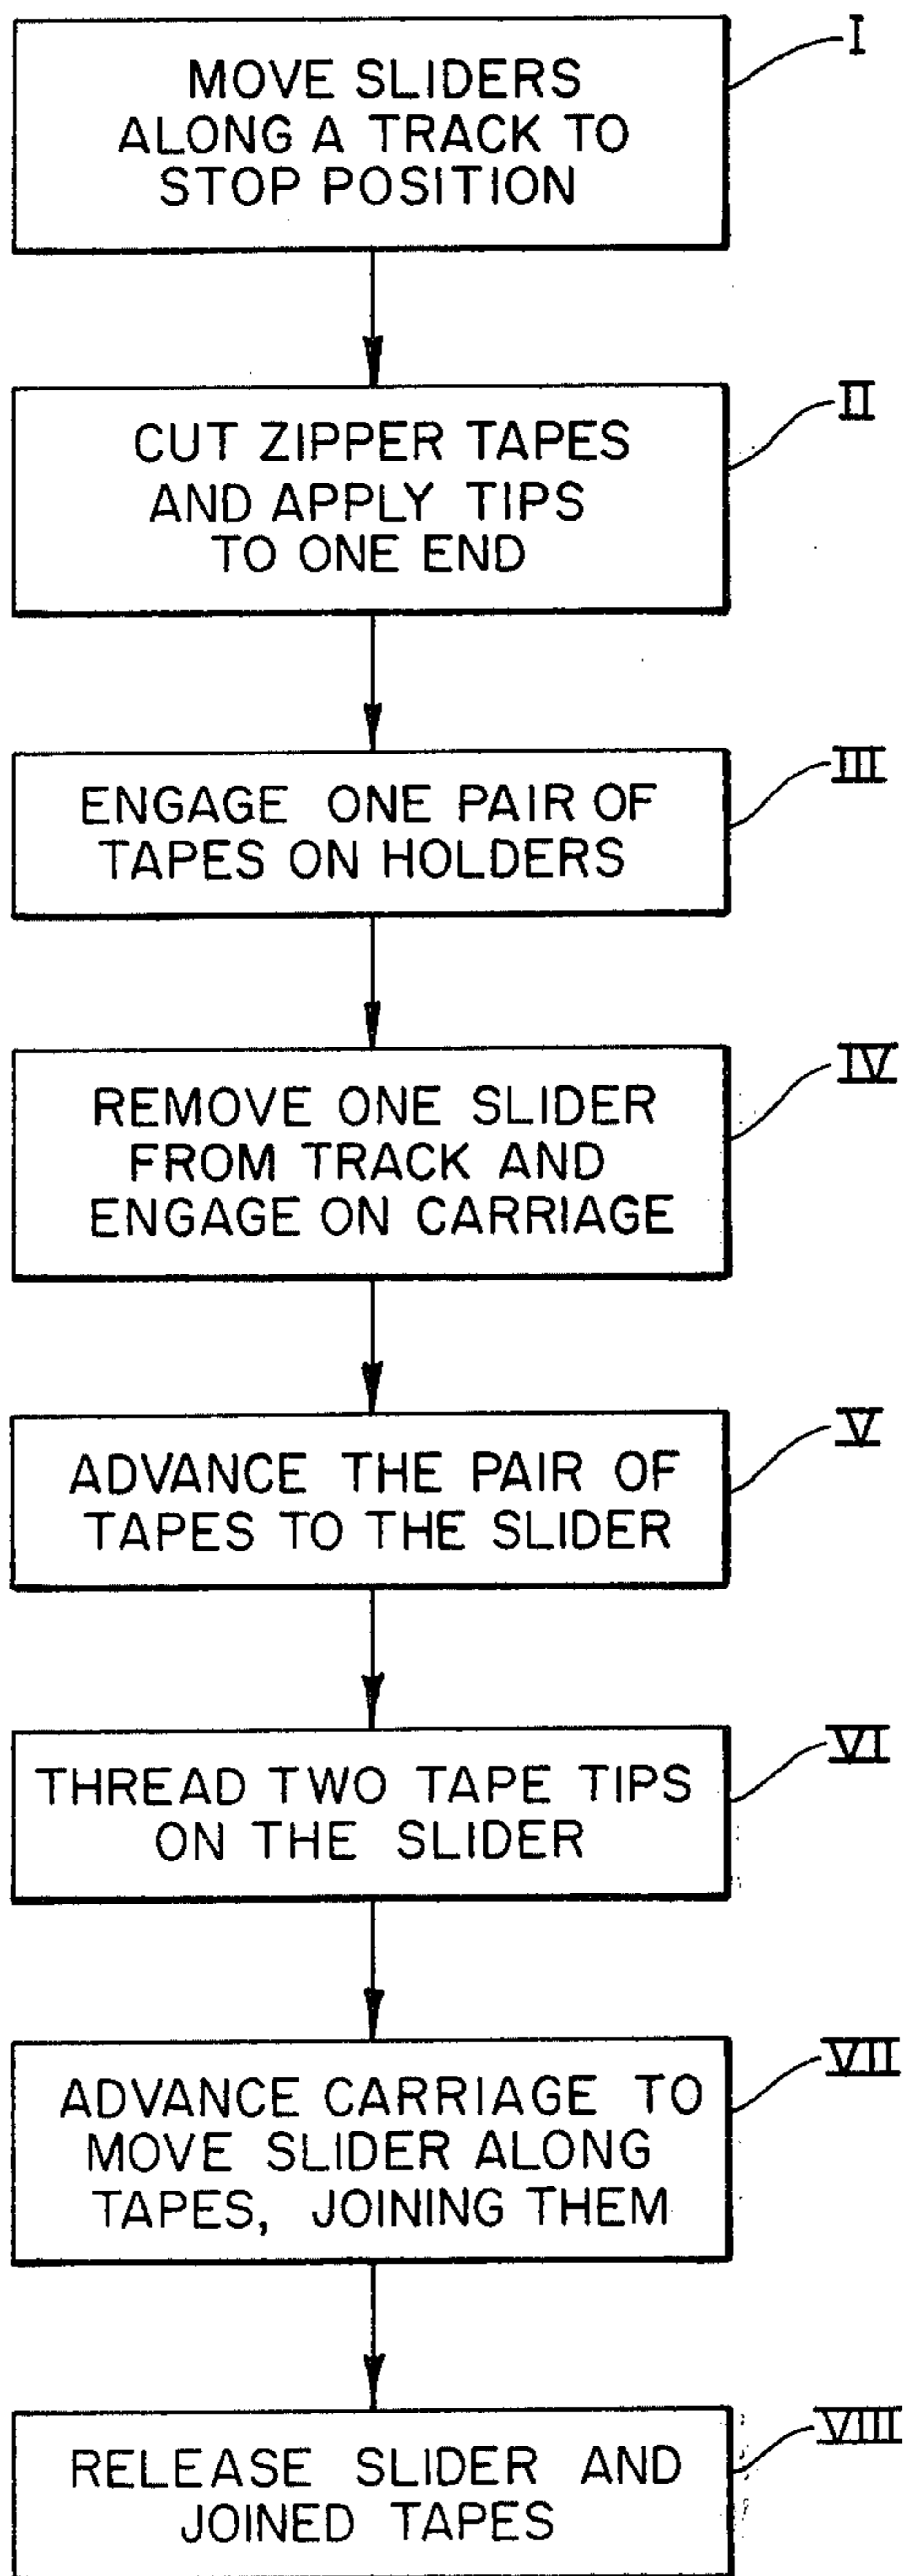 I
MOVE SLIDERS
ALONG A TRACK TO
STOP POSITION
II
CUT ZIPPER TAPES
AND APPLY TIPS
TO ONE END
III
ENGAGE ONE PAIR OF
TAPES ON HOLDERS
IV
REMOVE ONE SLIDER
FROM TRACK AND
ENGAGE ON CARRIAGE
V
ADVANCE THE PAIR OF
TAPES TO THE SLIDER
VI
THREAD TWO TAPE TIPS
ON THE SLIDER
VII
ADVANCE CARRIAGE TO
MOVE SLIDER ALONG
TAPES, JOINING THEM
VIII
RELEASE SLIDER AND
JOINED TAPES